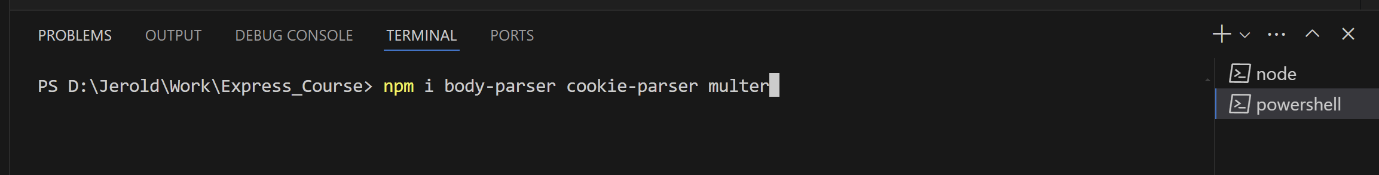 PROBLEMS OUTPUT DEBUG CONSOLE TERMINAL PORTS
PS D:\Jerold\Work\Express_Course> npm i body-parser cookie-parser multer
node
powershell